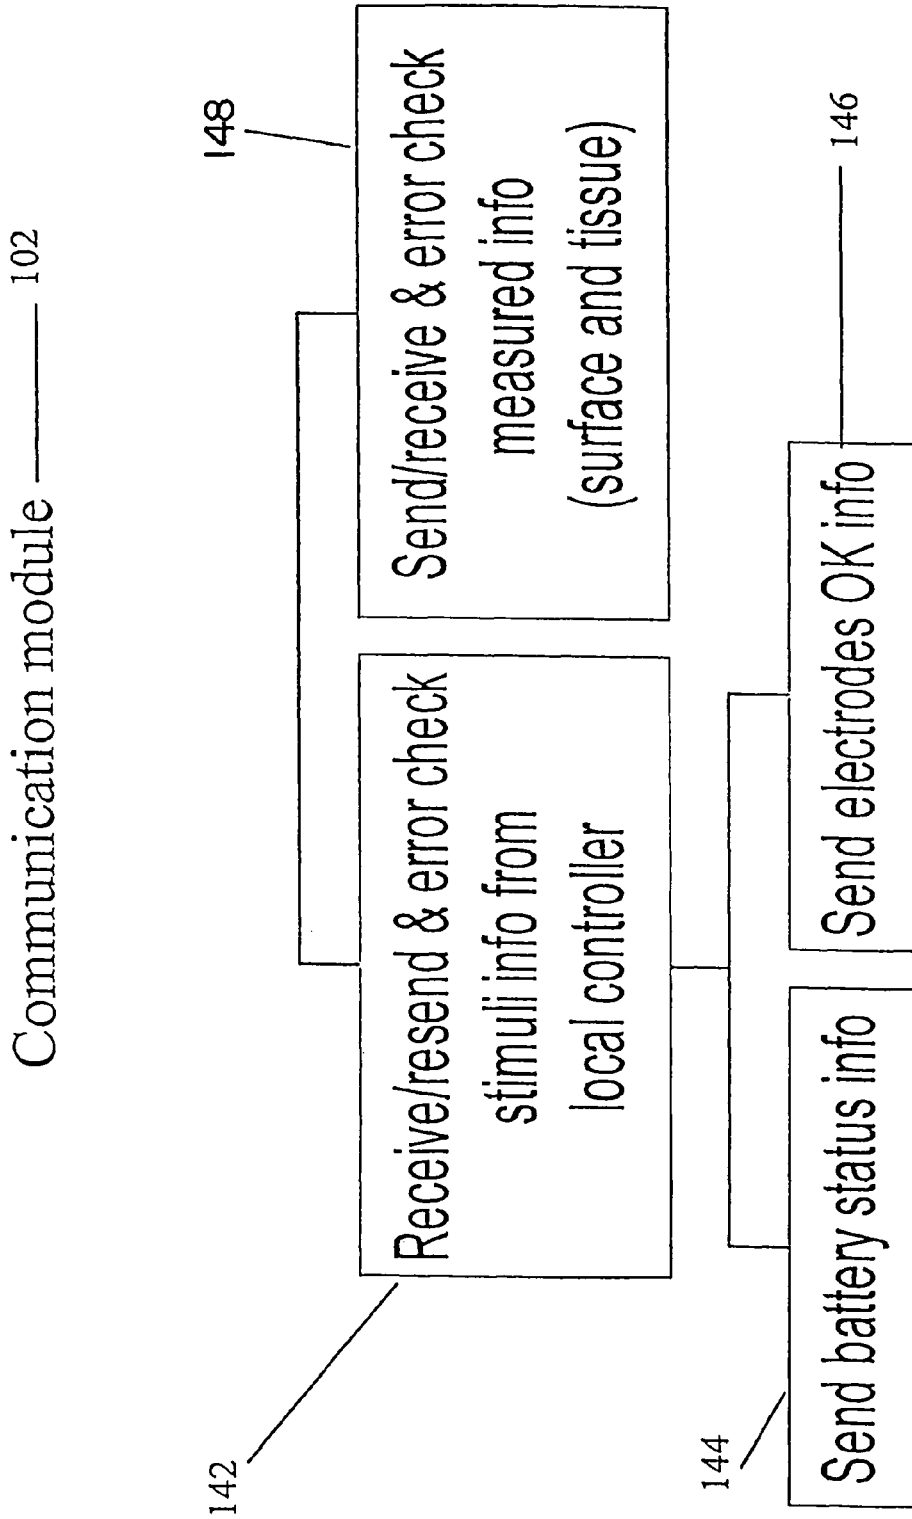 Communication module 102
142
Receive/resend & error check
stimuli info from
local controller
148
Send/receive & error check
measured info
(surface and tissue)
144
Send battery status info
Send electrodes OK info
146